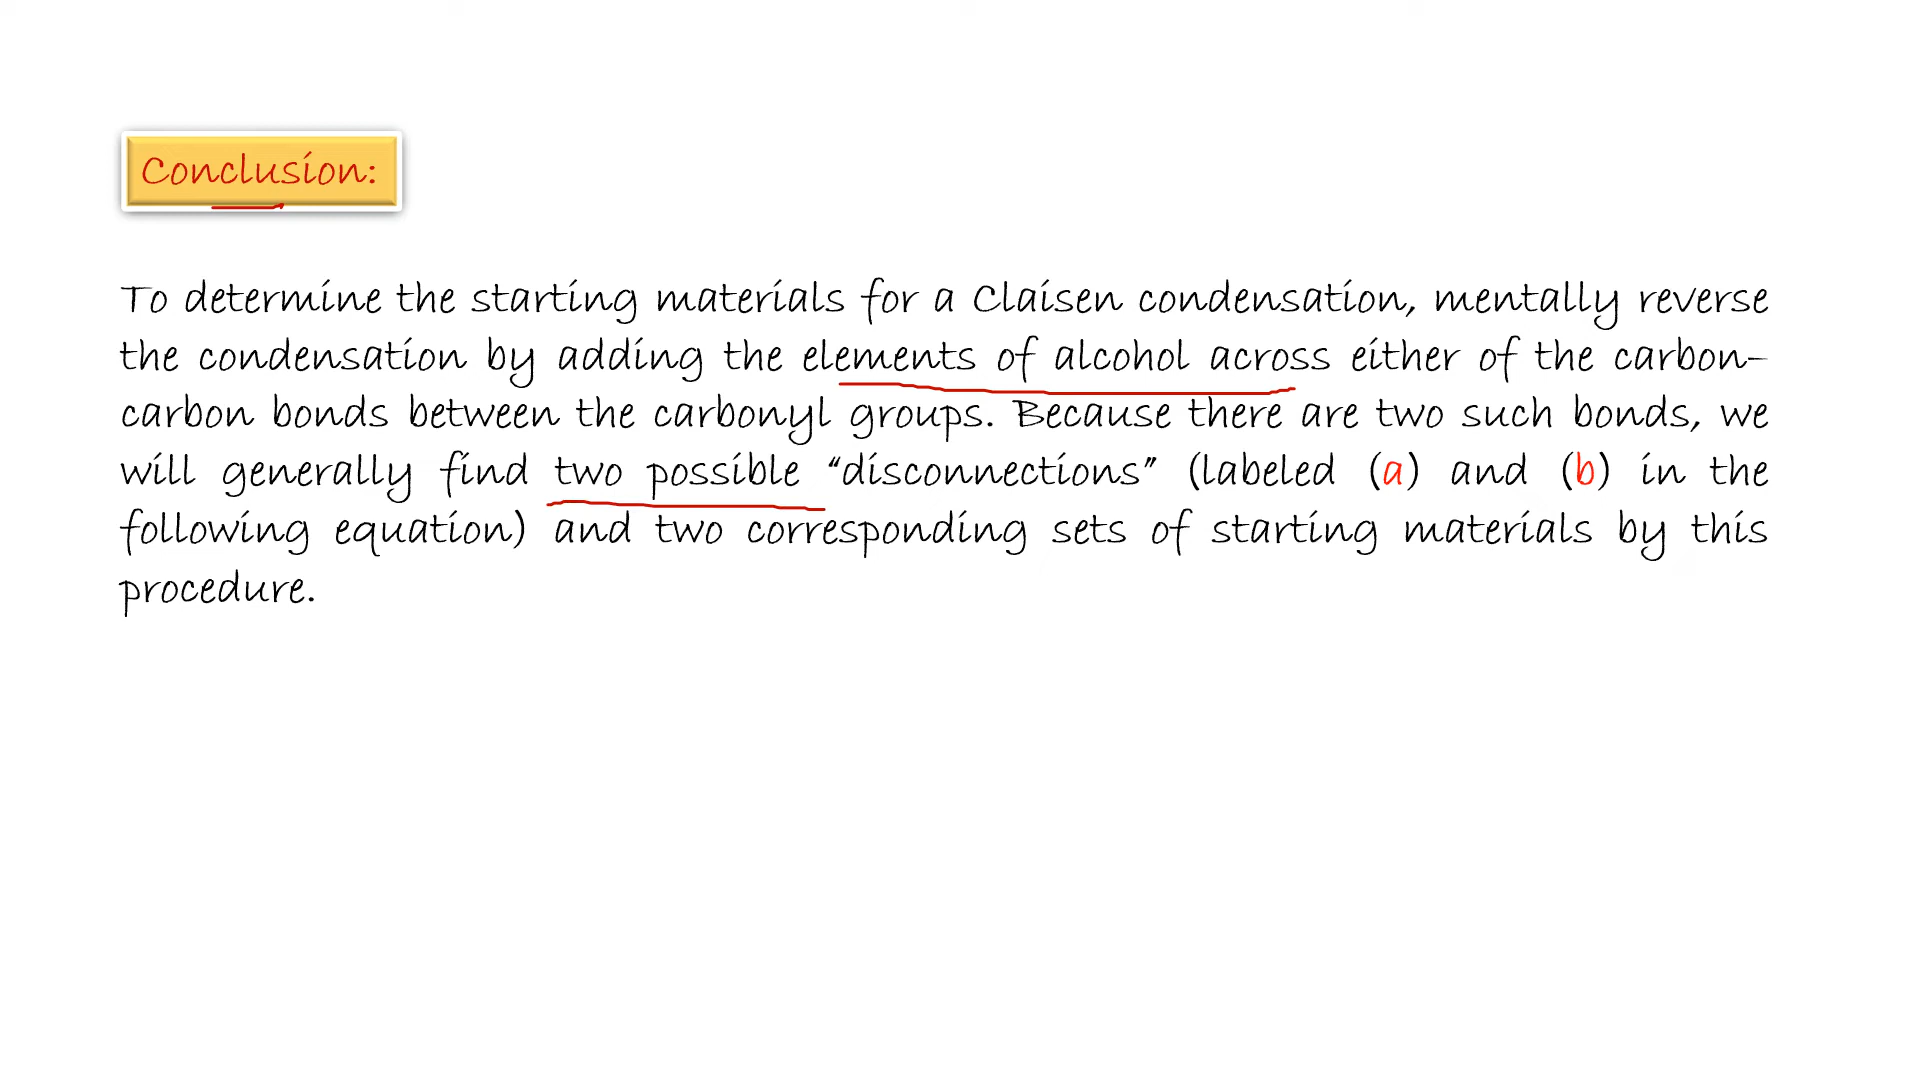 Conclusion:
To determine the starting materials for a Claisen condensation, mentally reverse
the condensation by adding the elements of alcohol across either of the carbon–
carbon bonds between the carbonyl groups. Because there are two such bonds, we
will generally find two possible “disconnections” (labeled (a) and (b) in the
following equation) and two corresponding sets of starting materials by this
procedure.